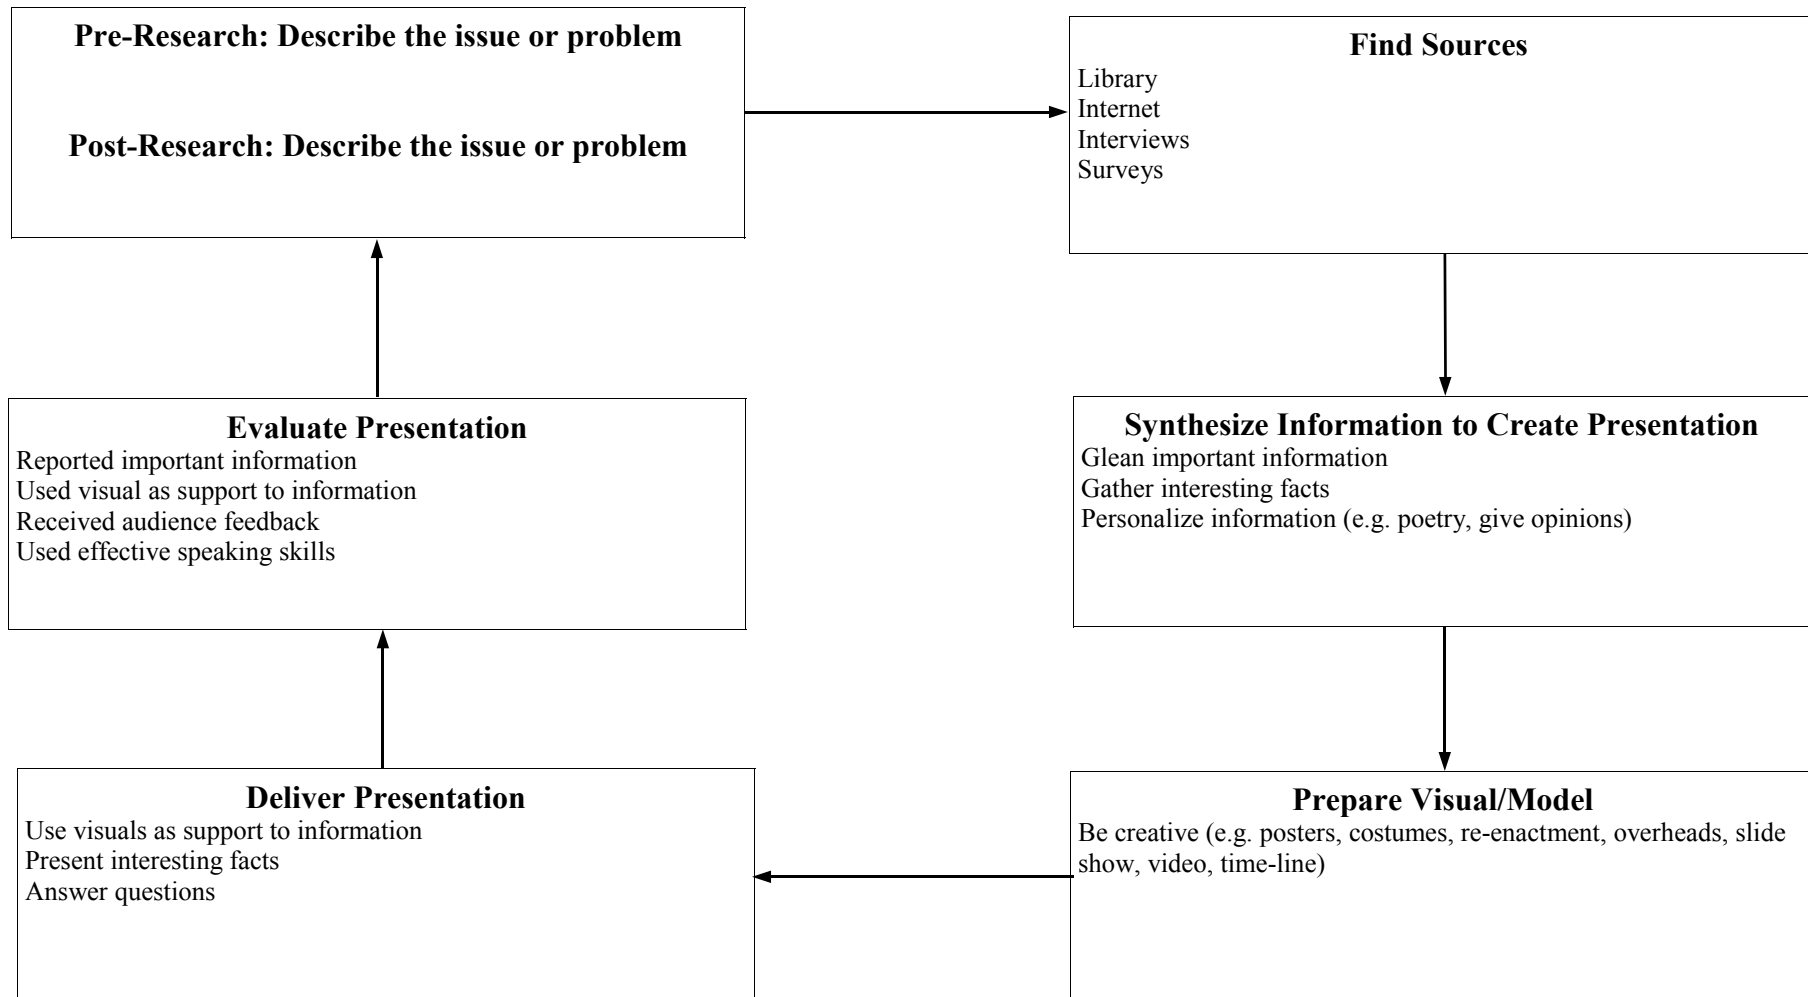 Pre-Research: Describe the issue or problem
Post-Research: Describe the issue or problem
Find Sources
Library
Internet
Interviews
Surveys
Synthesize Information to Create Presentation
Glean important information
Gather interesting facts
Personalize information (e.g. poetry, give opinions)
Prepare Visual/Model
Be creative (e.g. posters, costumes, re-enactment, overheads, slide
show, video, time-line)
Deliver Presentation
Use visuals as support to information
Present interesting facts
Answer questions
Evaluate Presentation
Reported important information
Used visual as support to information
Received audience feedback
Used effective speaking skills